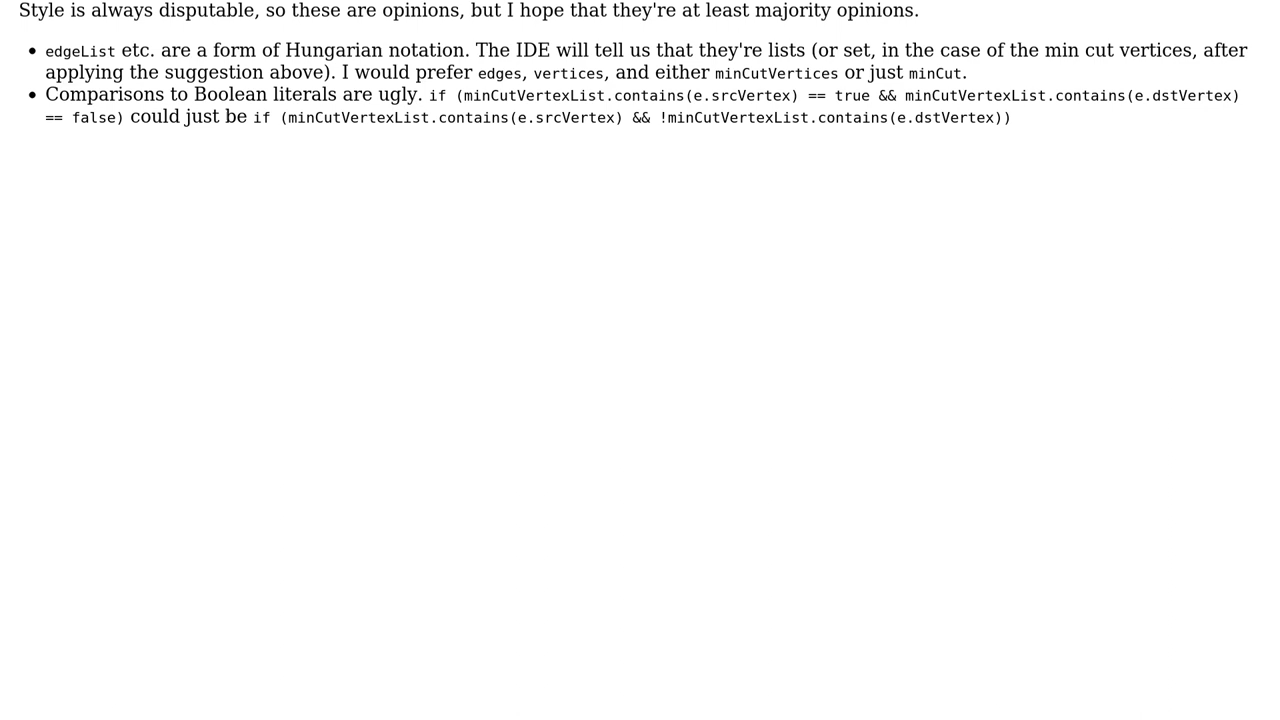 Style is always disputable, so these are opinions, but I hope that they're at least majority opinions.
• edgeList etc. are a form of Hungarian notation. The IDE will tell us that they're lists (or set, in the case of the min cut vertices, after
applying the suggestion above). I would prefer edges, vertices, and either minCutVertices or just minCut.
• Comparisons to Boolean literals are ugly. if (minCutVertexList.contains(e.srcVertex) == true && minCutVertexList.contains(e.dstVertex)
== false) could just be if (minCutVertexList.contains(e.srcVertex) && !minCutVertexList.contains(e.dstVertex))